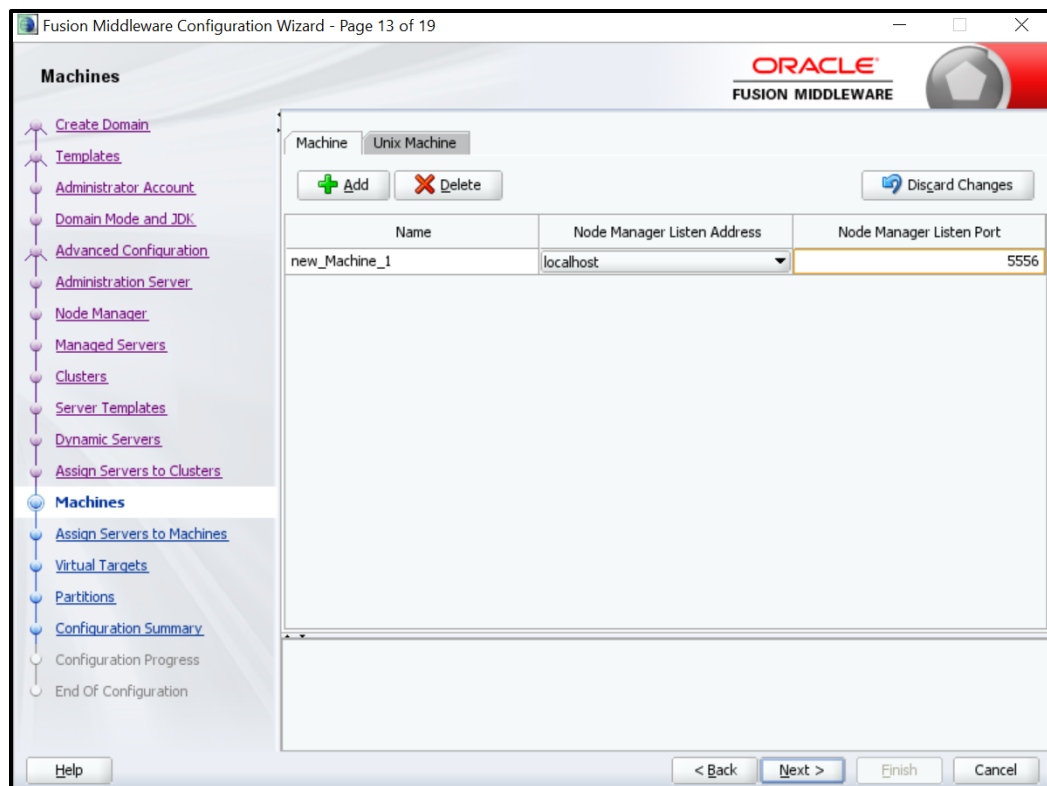 Fusion Middleware Configuration Wizard - Page 13 of 19
Machines
ORACLE
FUSION MIDDLEWARE
Create Domain
Templates
Administrator Account
Domain Mode and JDK
Advanced Configuration
Administration Server
Node Manager
Managed Servers
Clusters
Server Templates
Dynamic Servers
Assign Servers to Clusters
Machines
Assign Servers to Machines
Virtual Targets
Partitions
Configuration Summary
Configuration Progress
End Of Configuration
Machine Unix Machine
Add Delete Discard Changes
Name Node Manager Listen Address Node Manager Listen Port
new_Machine_1 localhost 5556
Help < Back Next > Finish Cancel